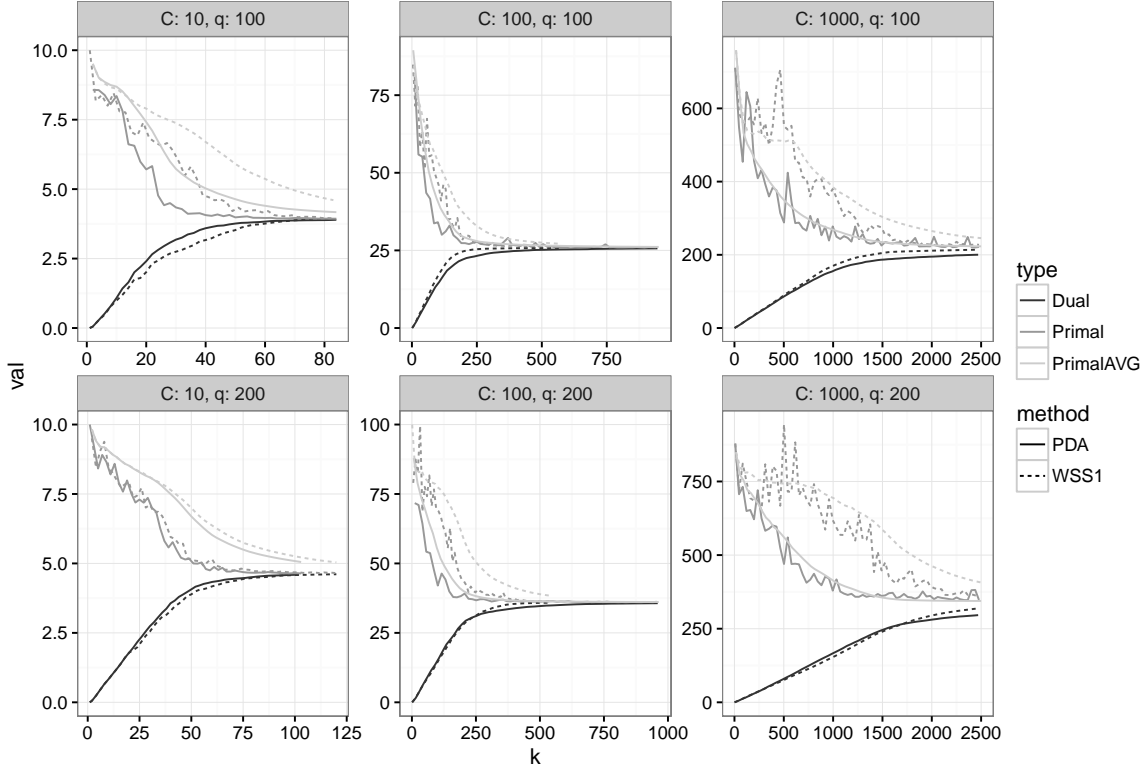 C: 10, q: 100
C: 100, q: 100
C: 1000, q: 100
10.0
7.5
5.0
2.5
0.0
0 20 40 60 80
75
50
25
0
0 250 500 750
600
400
200
0
0 500 1000 1500 2000 2500
val
C: 10, q: 200
C: 100, q: 200
C: 1000, q: 200
10.0
7.5
5.0
2.5
0.0
0 25 50 75 100 125
100
75
50
25
0
0 250 500 750 1000
750
500
250
0
0 500 1000 1500 2000 2500
k
type
Dual
Primal
PrimalAVG
method
PDA
WSS1